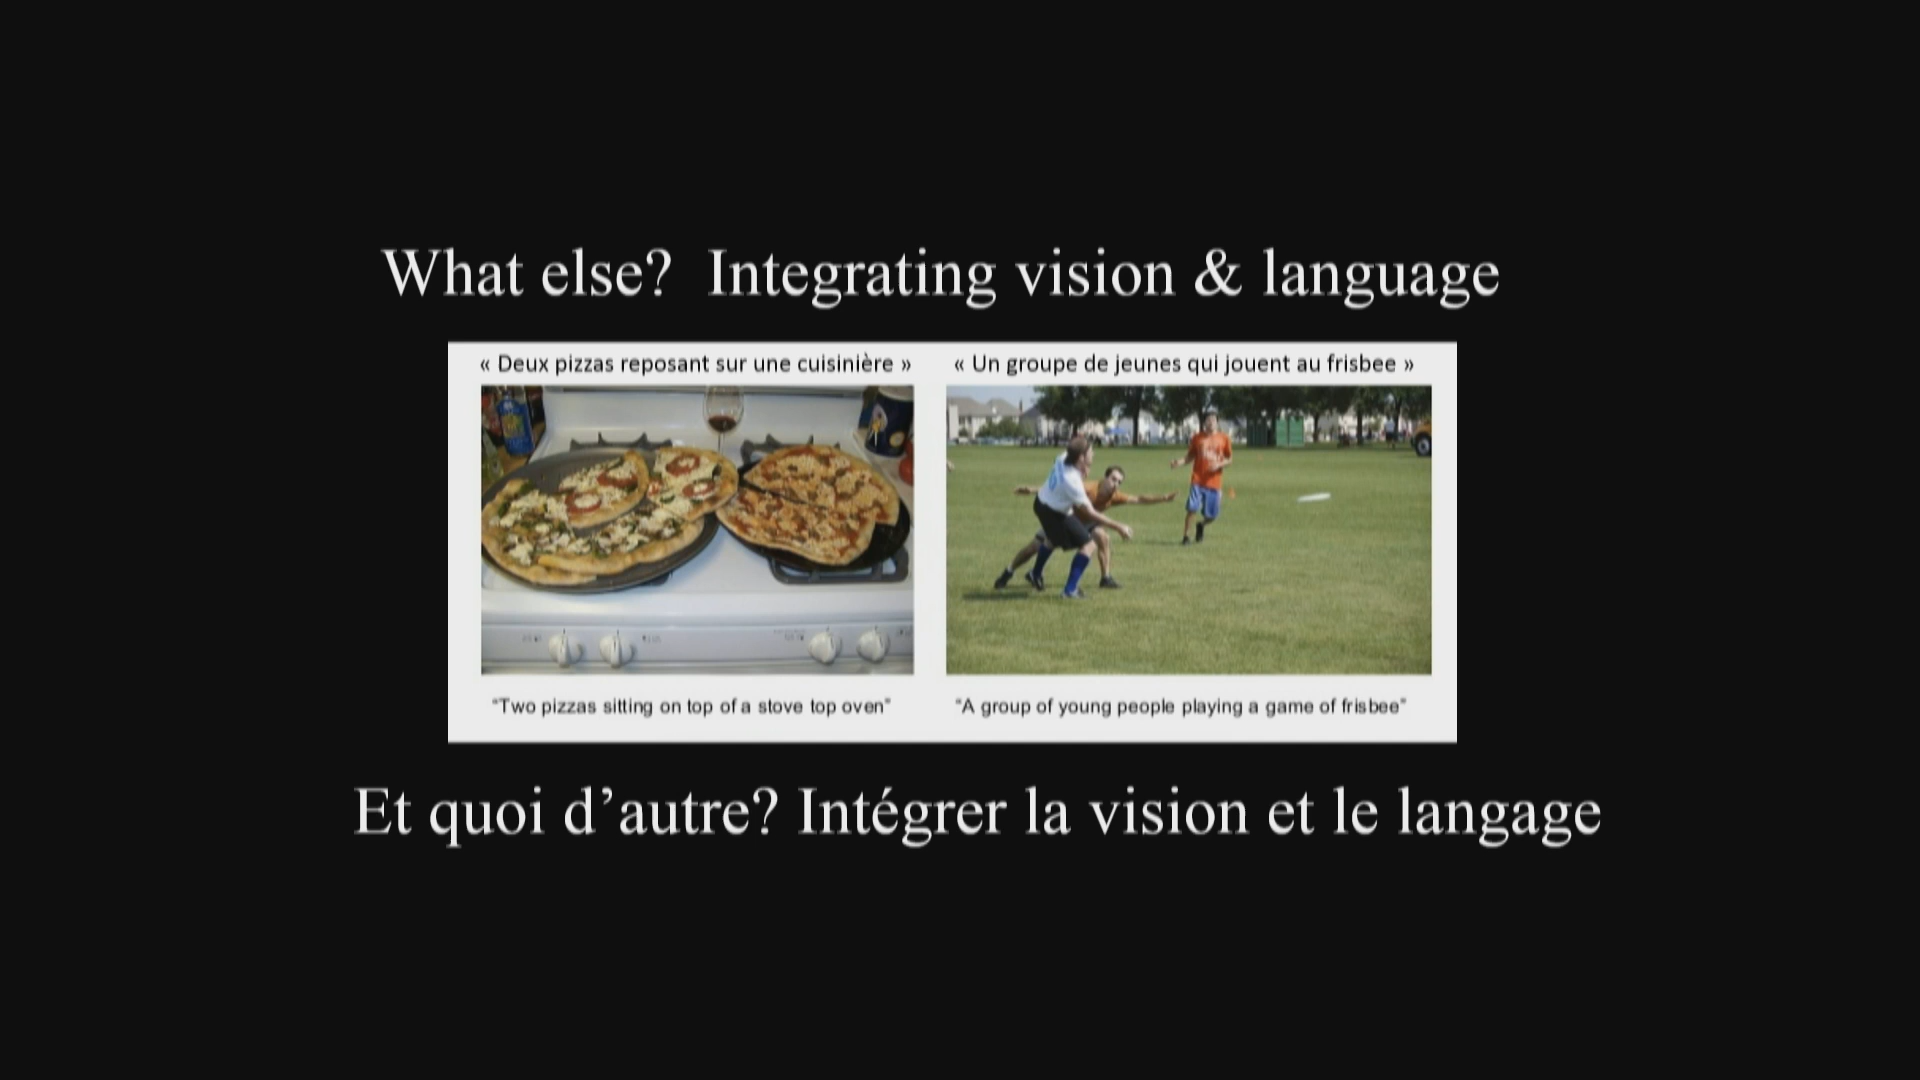 What else?  Integrating vision & language
« Deux pizzas reposant sur une cuisinière »
« Un groupe de jeunes qui jouent au frisbee »
"Two pizzas sitting on top of a stove top oven"
"A group of young people playing a game of frisbee"
Et quoi d’autre? Intégrer la vision et le langage